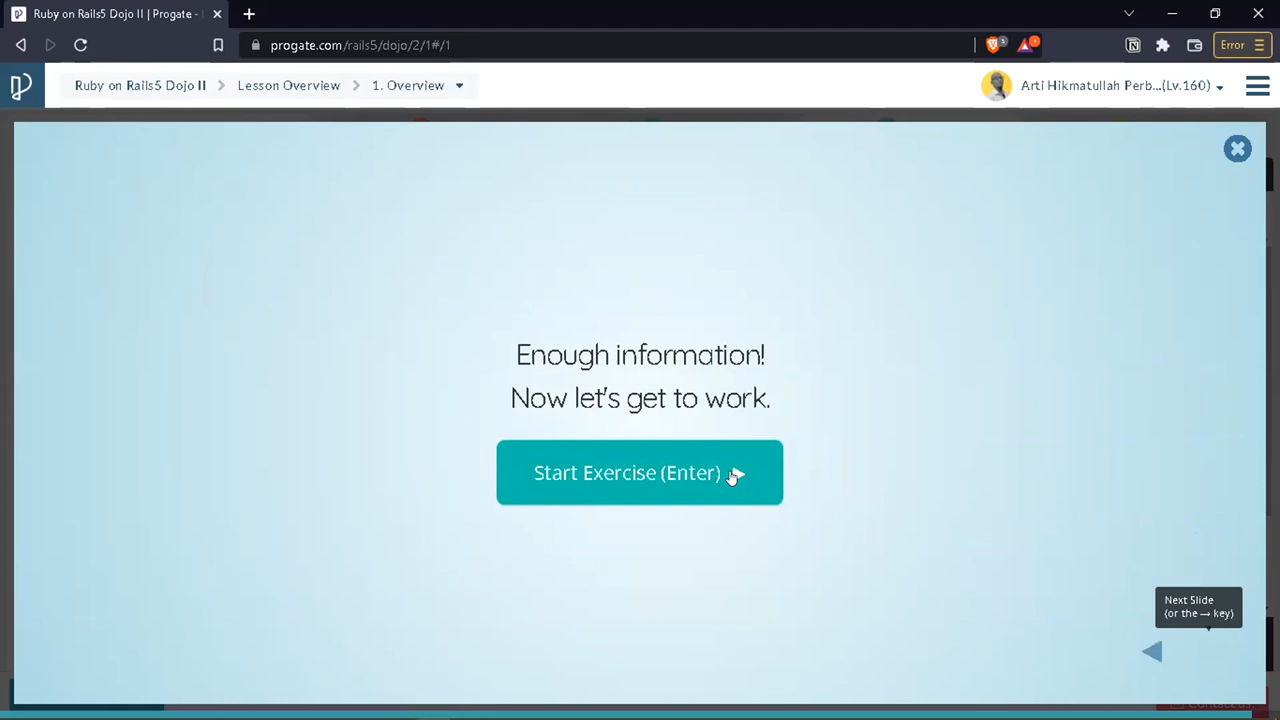 Ruby on Rails5 Dojo II | Progate -
progate.com/rails5/dojo/2/1#/1
Error
Ruby on Rails5 Dojo II
Lesson Overview
1. Overview
Arti Hikmatullah Perb...(Lv.160)
Enough information!
Now let's get to work.
Start Exercise (Enter)
Next Slide
(or the → key)
Contact us